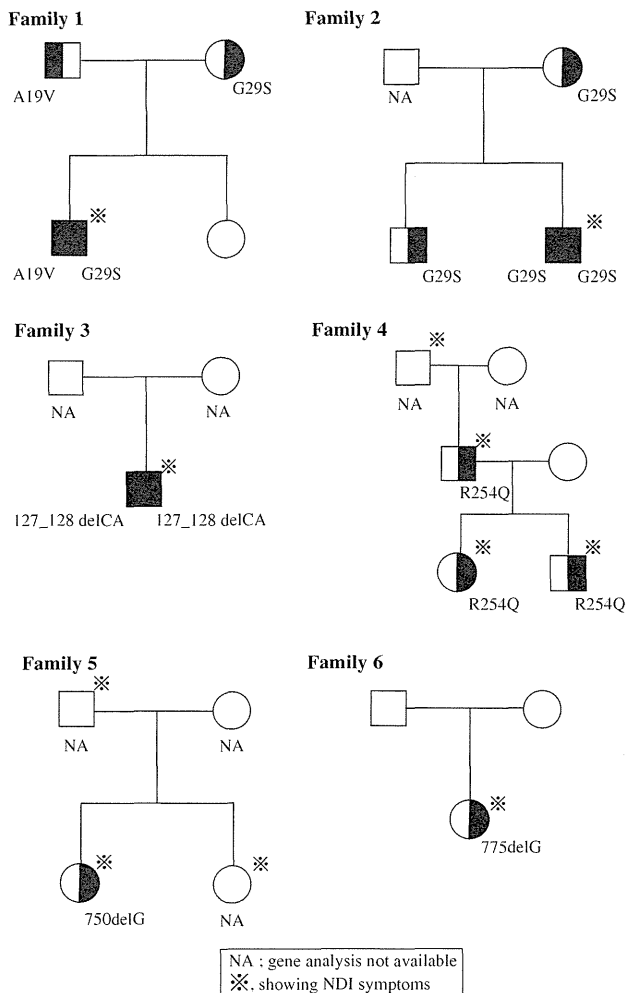 Family 1
Family 2
A19V
G29S
NA
G29S
※
※
A19V G29S
G29S G29S G29S
Family 3
Family 4
※
NA NA
NA NA
※
※
R254Q
127_128 delCA 127_128 delCA
※ ※
R254Q R254Q
Family 5
Family 6
※
NA NA
※ ※
※
750delG NA
775delG
NA ; gene analysis not available
※, showing NDI symptoms